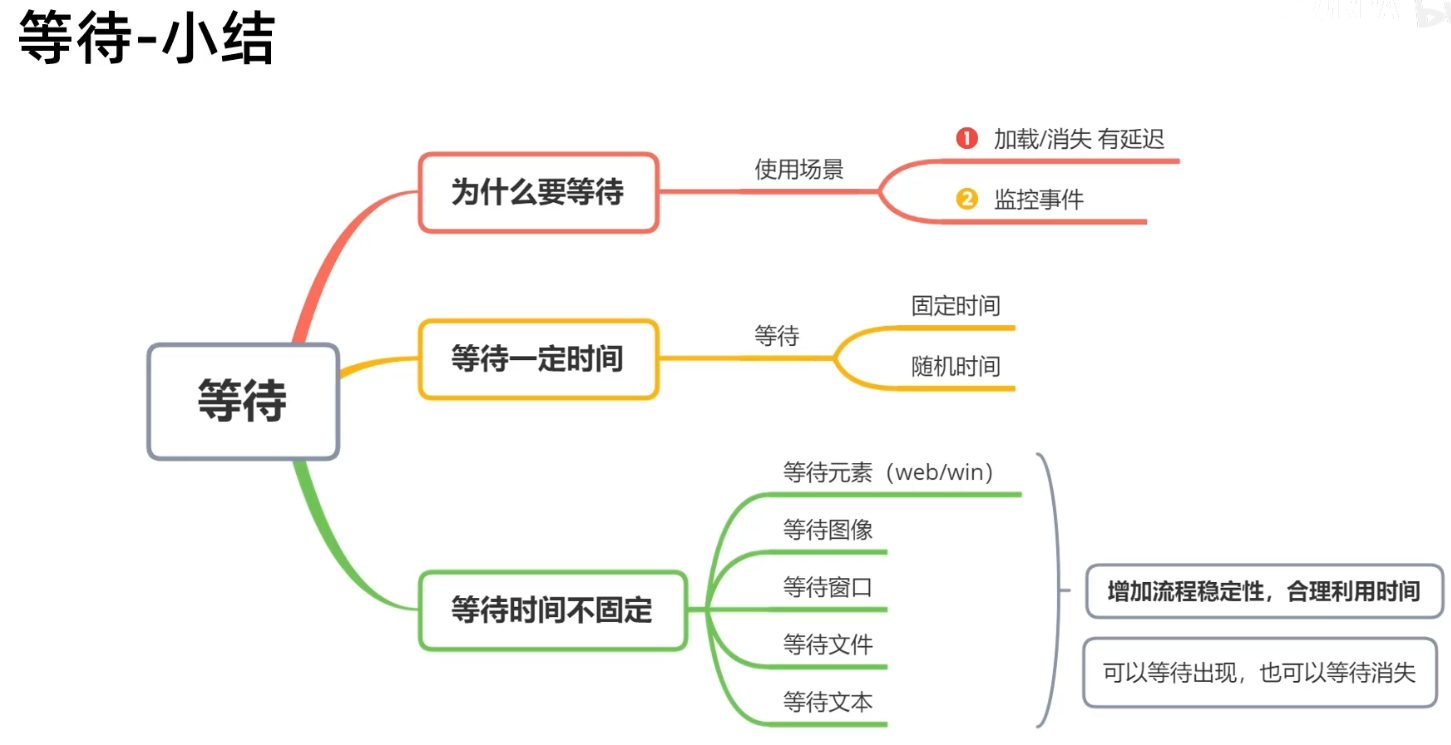 等待-小结
为什么要等待
使用场景
1 加载/消失 有延迟
2 监控事件
等待
等待一定时间
等待
固定时间
随机时间
等待时间不固定
等待元素（web/win）
等待图像
等待窗口
等待文件
等待文本
增加流程稳定性，合理利用时间
可以等待出现，也可以等待消失